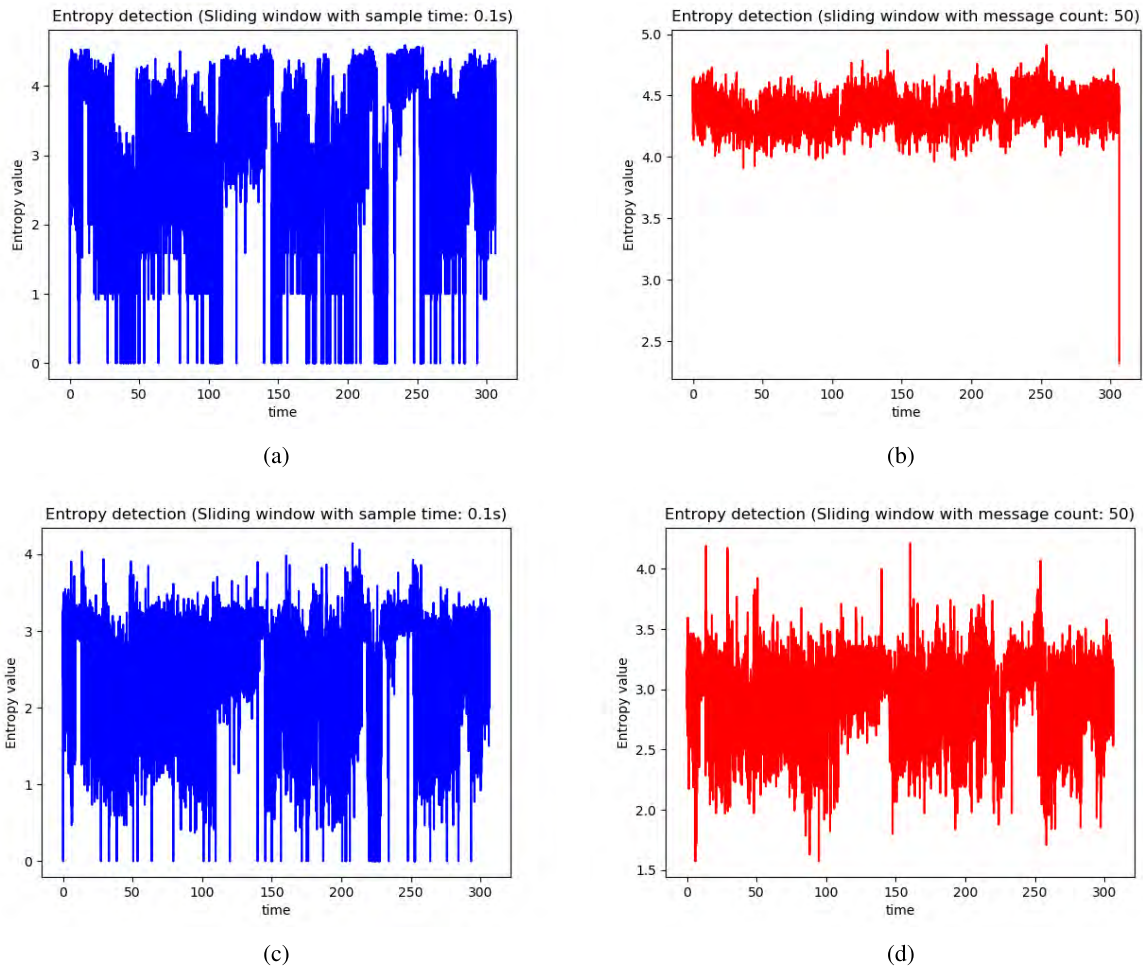 Entropy detection (Sliding window with sample time: 0.1s)
Entropy value
4
3
2
1
0
0 50 100 150 200 250 300
time
(a)
Entropy detection (sliding window with message count: 50)
Entropy value
5.0
4.5
4.0
3.5
3.0
2.5
0 50 100 150 200 250 300
time
(b)
Entropy detection (Sliding window with sample time: 0.1s)
Entropy value
4
3
2
1
0
0 50 100 150 200 250 300
time
(c)
Entropy detection (Sliding window with message count: 50)
Entropy value
4.0
3.5
3.0
2.5
2.0
1.5
0 50 100 150 200 250 300
time
(d)